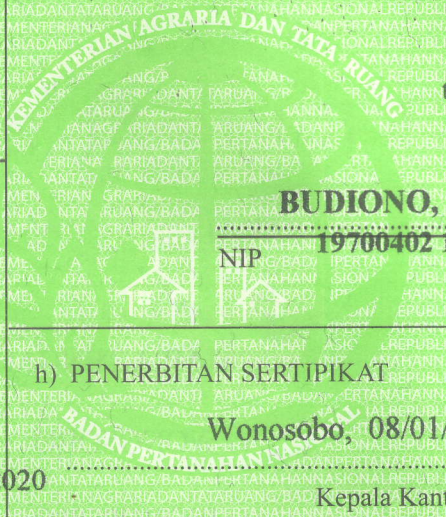 KEMENTERIAN AGRARIA DAN TATA RUANG
t
BUDIONO,
NIP 19700402 1
h) PENERBITAN SERTIPIKAT
BADAN PERTANAHAN NASIONAL
Wonosobo, 08/01/
020
Kepala Kant